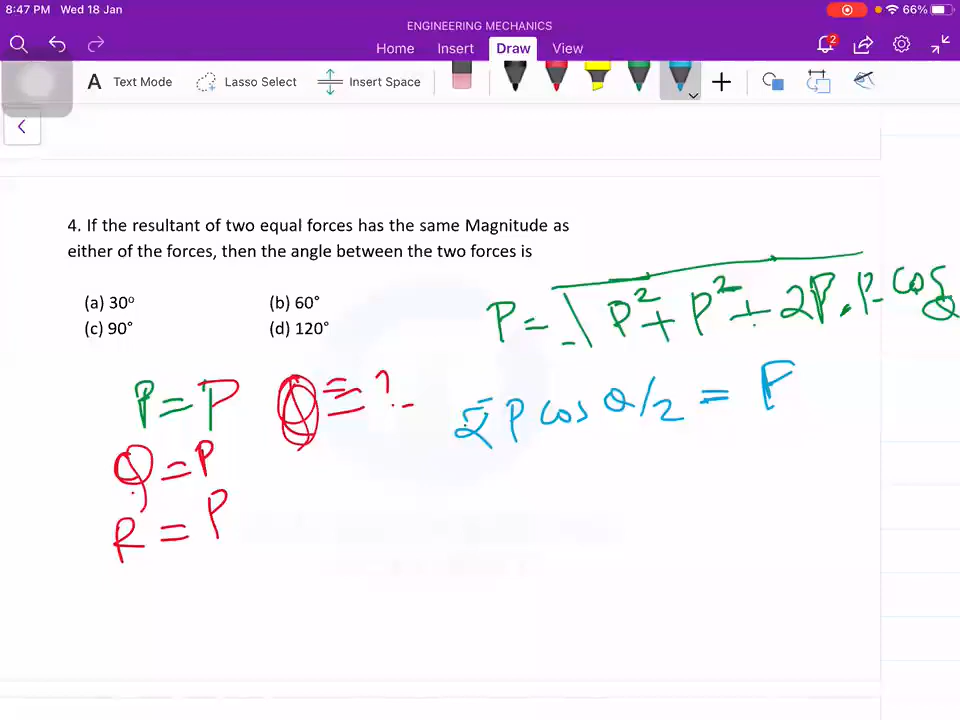 8:47 PM Wed 18 Jan
66%
ENGINEERING MECHANICS
Home Insert Draw View
2
A Text Mode Lasso Select Insert Space
4. If the resultant of two equal forces has the same Magnitude as
either of the forces, then the angle between the two forces is
(a) 30° (b) 60°
(c) 90° (d) 120°
P = √P² + P² + 2P.P cos θ
P = P θ = ?
2P cos θ/2 = P
Q = P
R = P